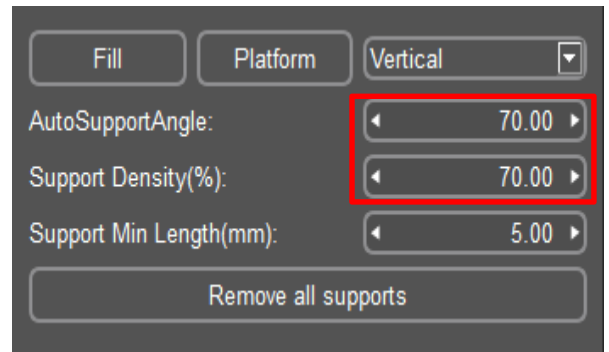 Fill Platform Vertical
AutoSupportAngle: 70.00
Support Density(%): 70.00
Support Min Length(mm): 5.00
Remove all supports